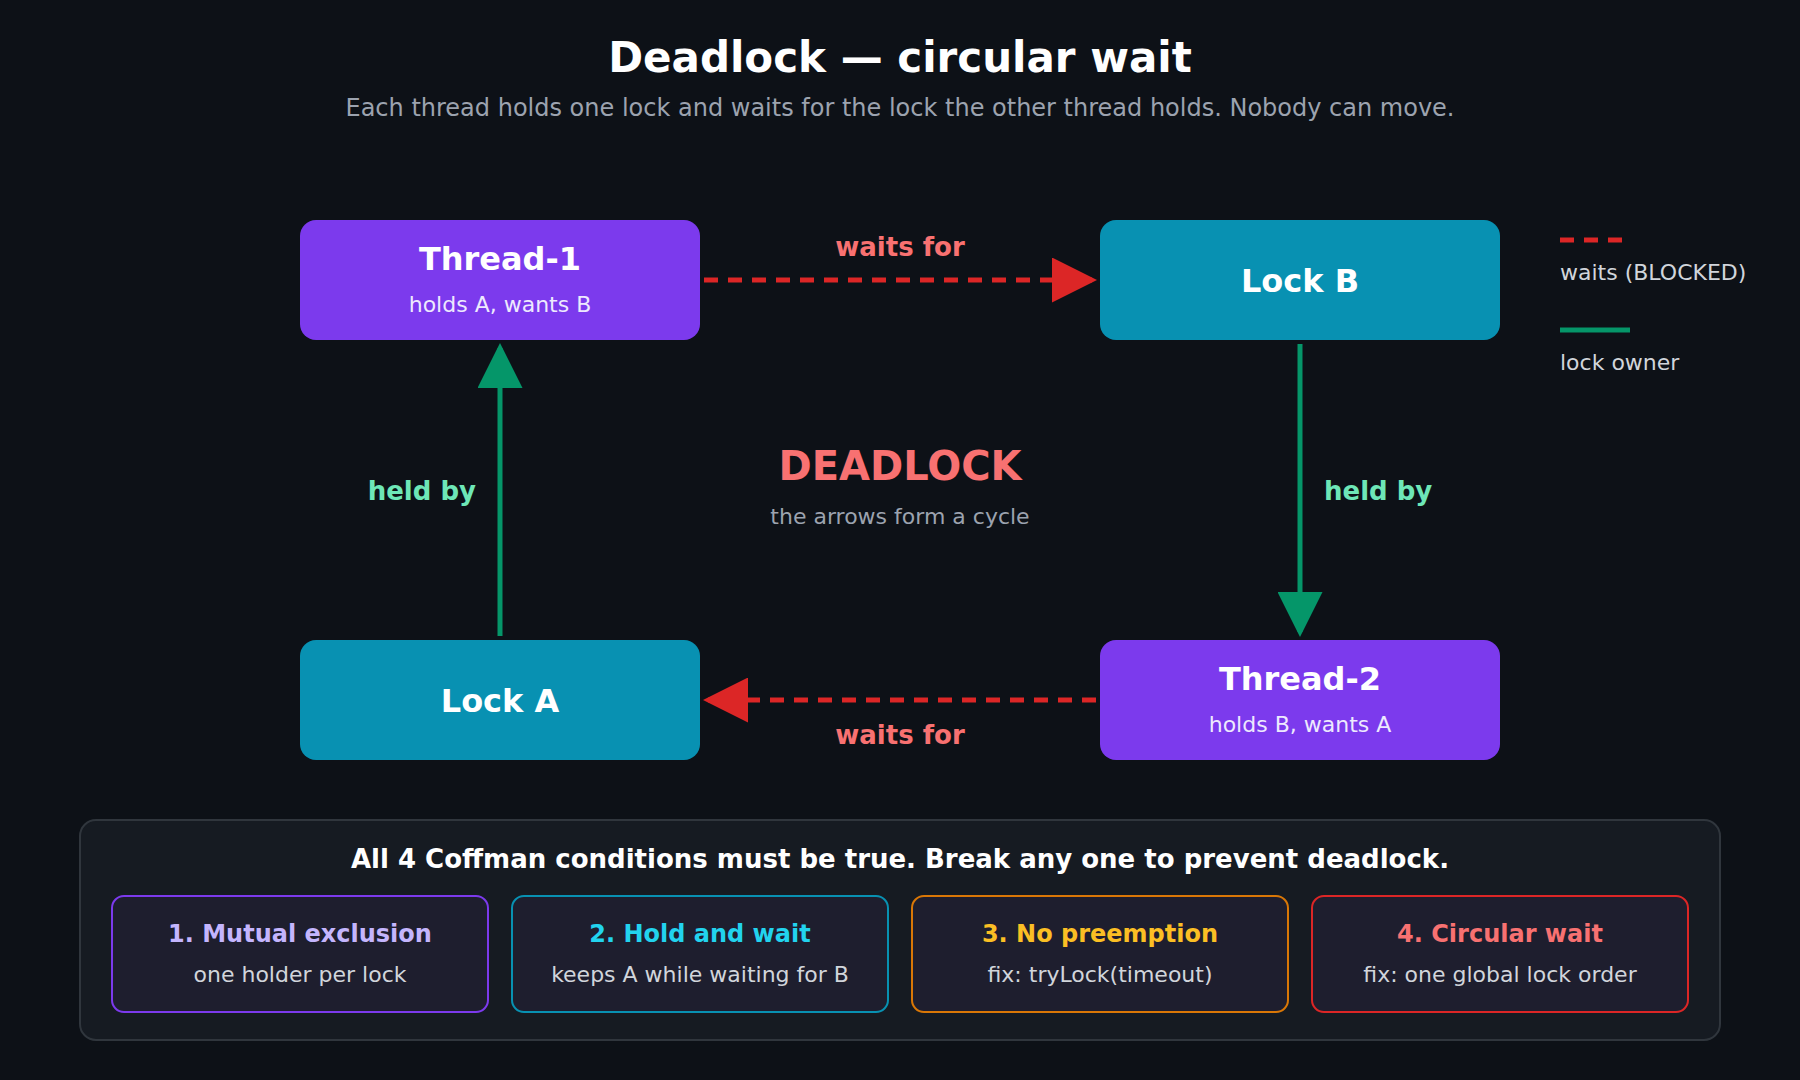 Deadlock — circular wait
Each thread holds one lock and waits for the lock the other thread holds. Nobody can move.
Thread-1
holds A, wants B
waits for
Lock B
waits (BLOCKED)
lock owner
held by
DEADLOCK
the arrows form a cycle
held by
Lock A
waits for
Thread-2
holds B, wants A
All 4 Coffman conditions must be true. Break any one to prevent deadlock.
1. Mutual exclusion
one holder per lock
2. Hold and wait
keeps A while waiting for B
3. No preemption
fix: tryLock(timeout)
4. Circular wait
fix: one global lock order